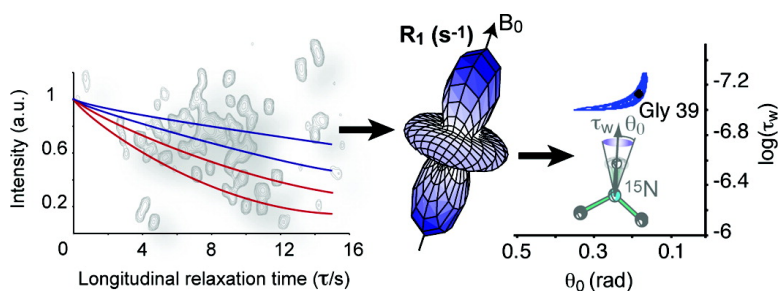 Intensity (a.u.)
1
0.6
0.2
0
4
8
12
16
Longitudinal relaxation time (τ/s)
R₁ (s⁻¹)
B₀
Gly 39
τw
θ₀
¹⁵N
-7.2
-6.8
-6.4
-6
log(τw)
0.5
0.3
0.1
θ₀ (rad)